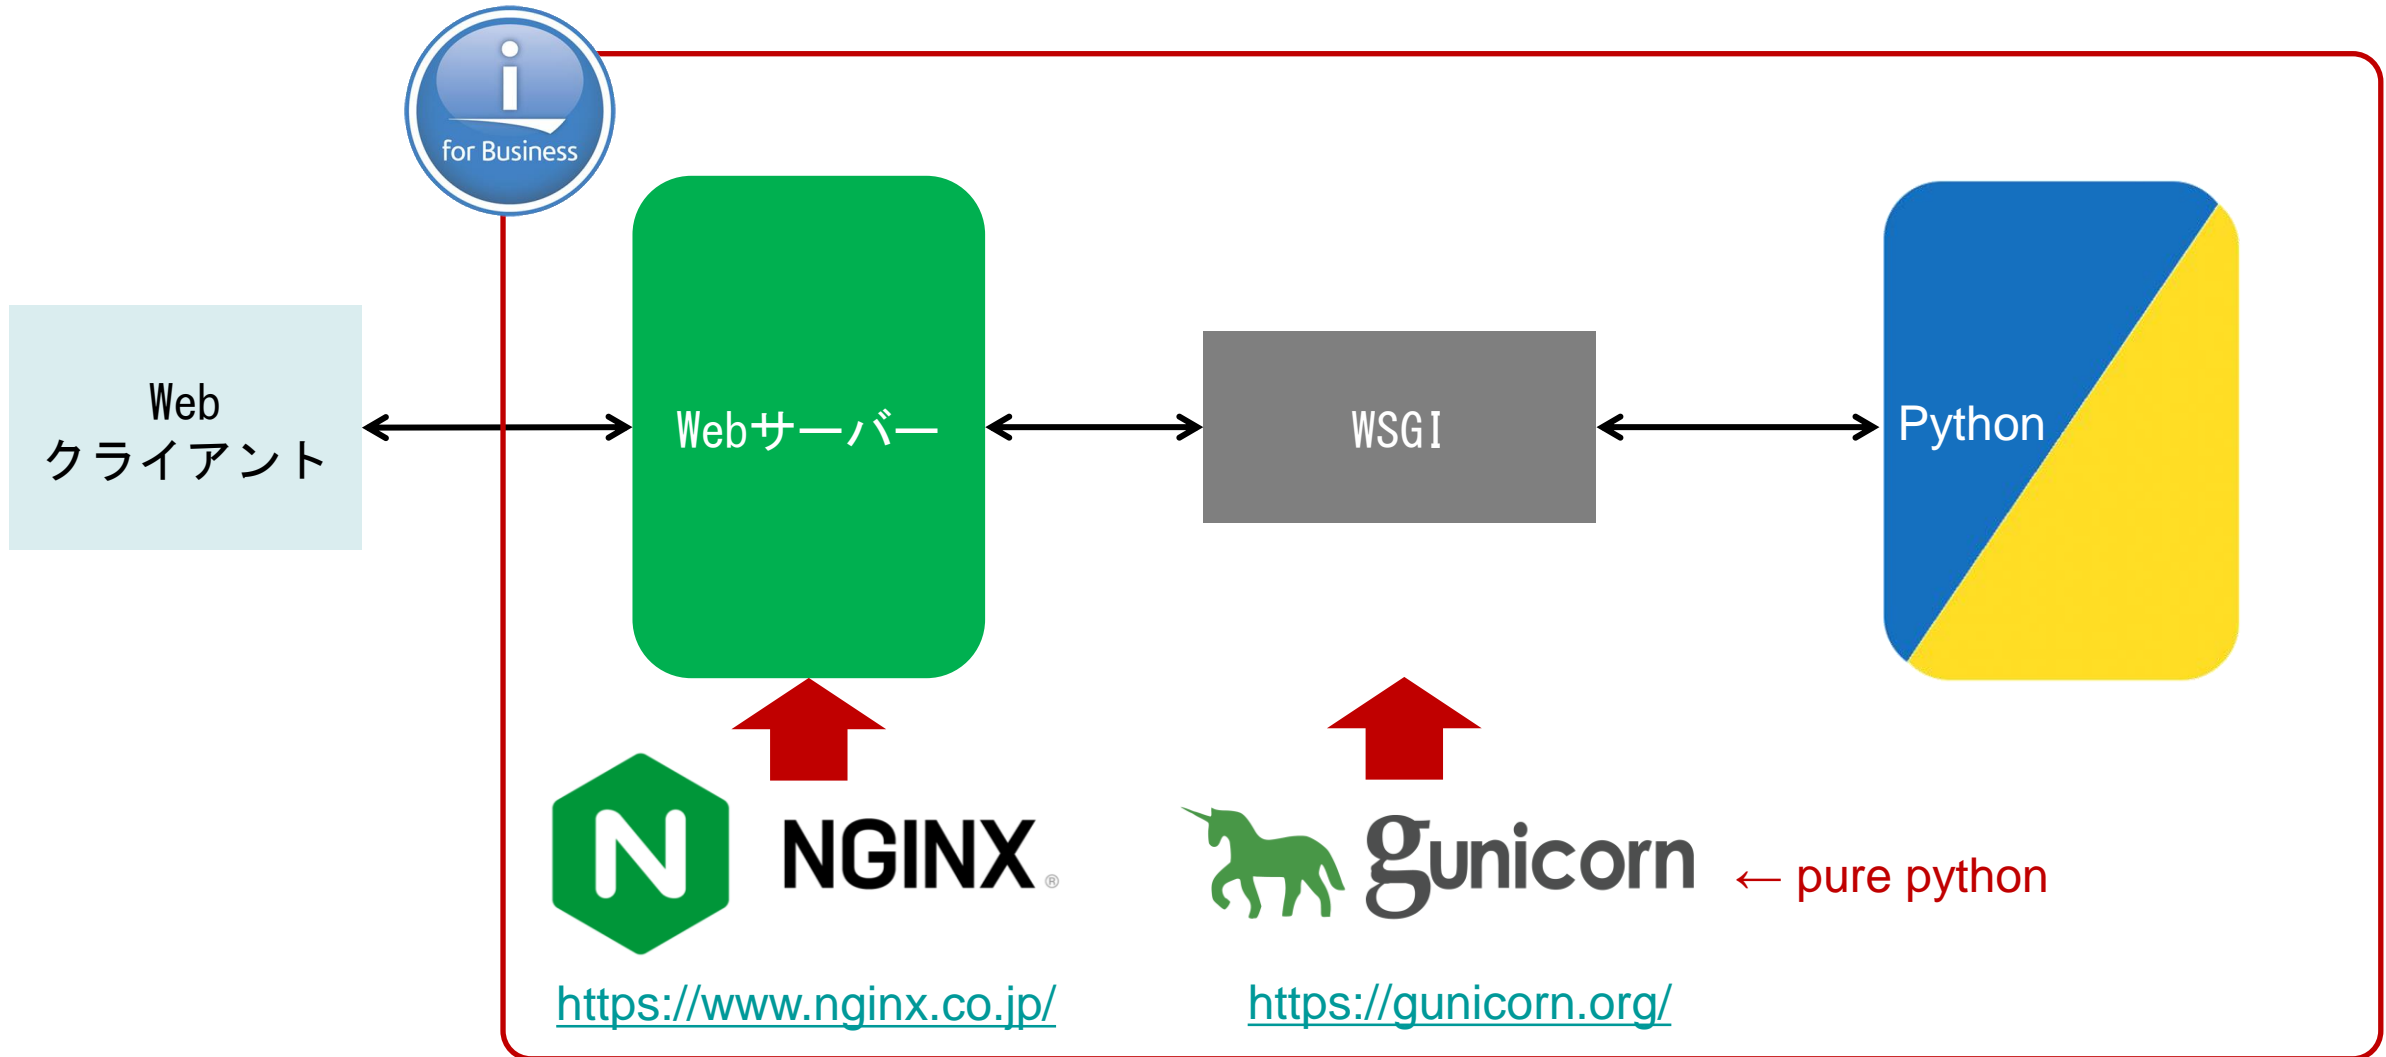 i
for Business
Web
クライアント
Webサーバー
WSGI
Python
N
NGINX®
gunicorn
← pure python
https://www.nginx.co.jp/
https://gunicorn.org/